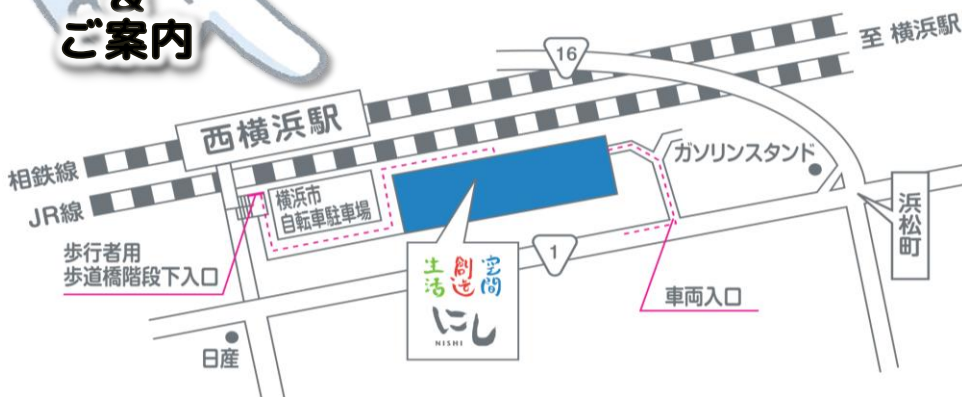 &
ご案内
16
至 横浜駅
西横浜駅
相鉄線
JR線
ガソリンスタンド
横浜市
自転車駐車場
浜松町
歩行者用
歩道橋階段下入口
1
生活 創造 空間
にし
NISHI
車両入口
日産